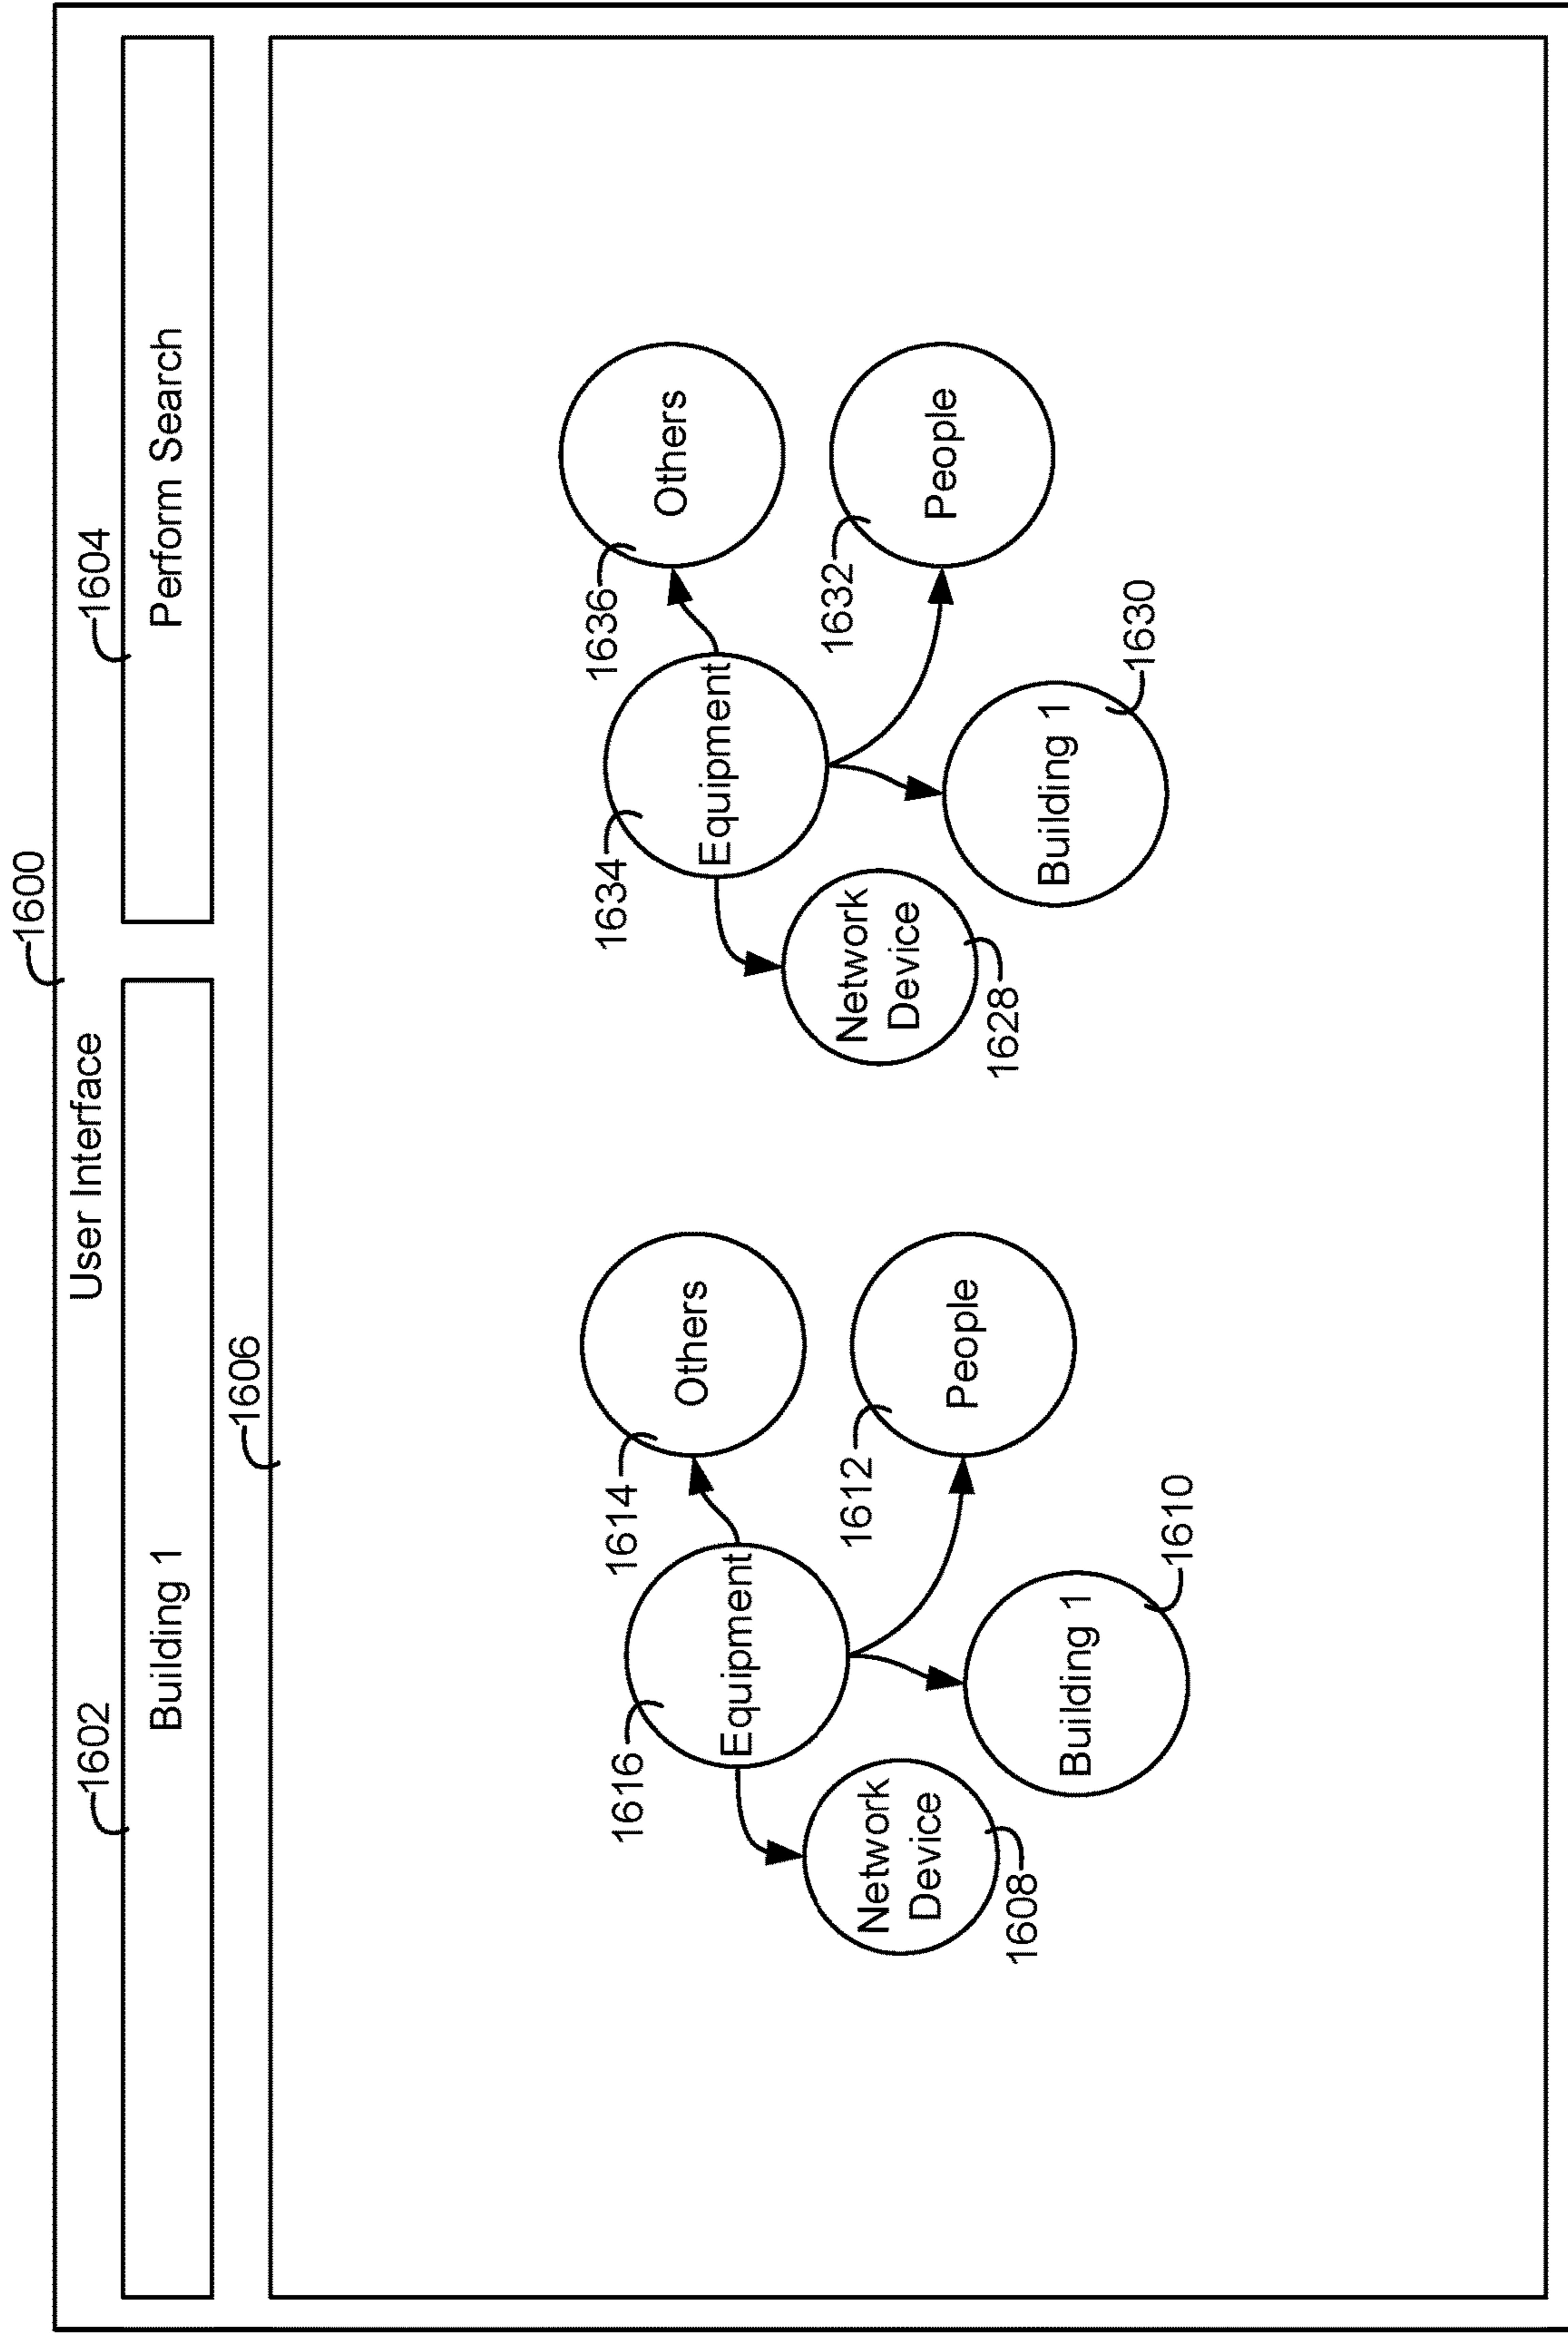 1600
User Interface
1602
1604
Building 1
Perform Search
1606
1614
Others
1616
Equipment
1612
People
Network
Device
1608
Building 1
1610
1636
Others
1634
Equipment
1632
People
Network
Device
1628
Building 1
1630